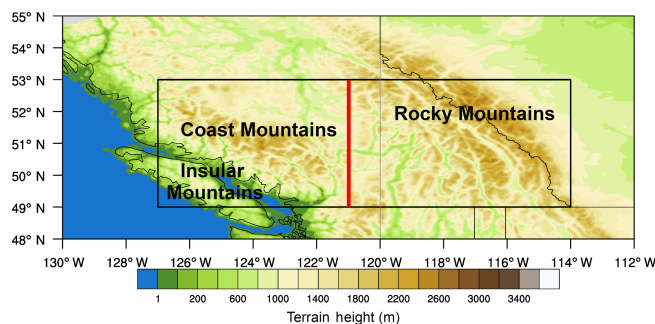 55° N
54° N
53° N
52° N
51° N
50° N
49° N
48° N
Coast Mountains
Rocky Mountains
Insular
Mountains
130° W 128° W 126° W 124° W 122° W 120° W 118° W 116° W 114° W 112° W
1 200 600 1000 1400 1800 2200 2600 3000 3400
Terrain height (m)